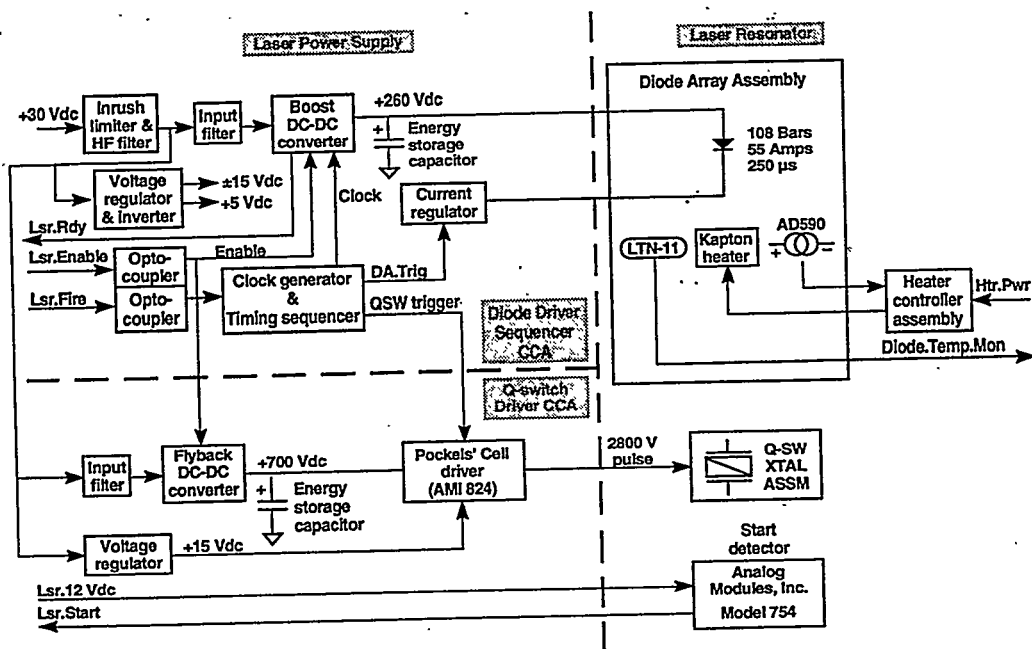 Laser Power Supply
Laser Resonator
Diode Array Assembly
+30 Vdc
Inrush
limiter &
HF filter
Input
filter
Boost
DC-DC
converter
+260 Vdc
+
Energy
storage
capacitor
108 Bars
55 Amps
250 µs
Voltage
regulator
& inverter
±15 Vdc
+5 Vdc
Clock
Current
regulator
Lsr.Rdy
Lsr.Enable
Opto-
coupler
Enable
Lsr.Fire
Opto-
coupler
Clock generator
&
Timing sequencer
DA.Trig
QSW trigger
LTN-11
Kapton
heater
AD590
+ −
Heater
controller
assembly
Htr.Pwr
Diode.Temp.Mon
Diode Driver
Sequencer
CCA
Q-switch
Driver CCA
Input
filter
Flyback
DC-DC
converter
+700 Vdc
+
Energy
storage
capacitor
Pockels' Cell
driver
(AMI 824)
2800 V
pulse
Q-SW
XTAL
ASSM
Voltage
regulator
+15 Vdc
Start
detector
Lsr.12 Vdc
Lsr.Start
Analog
Modules, Inc.
Model 754